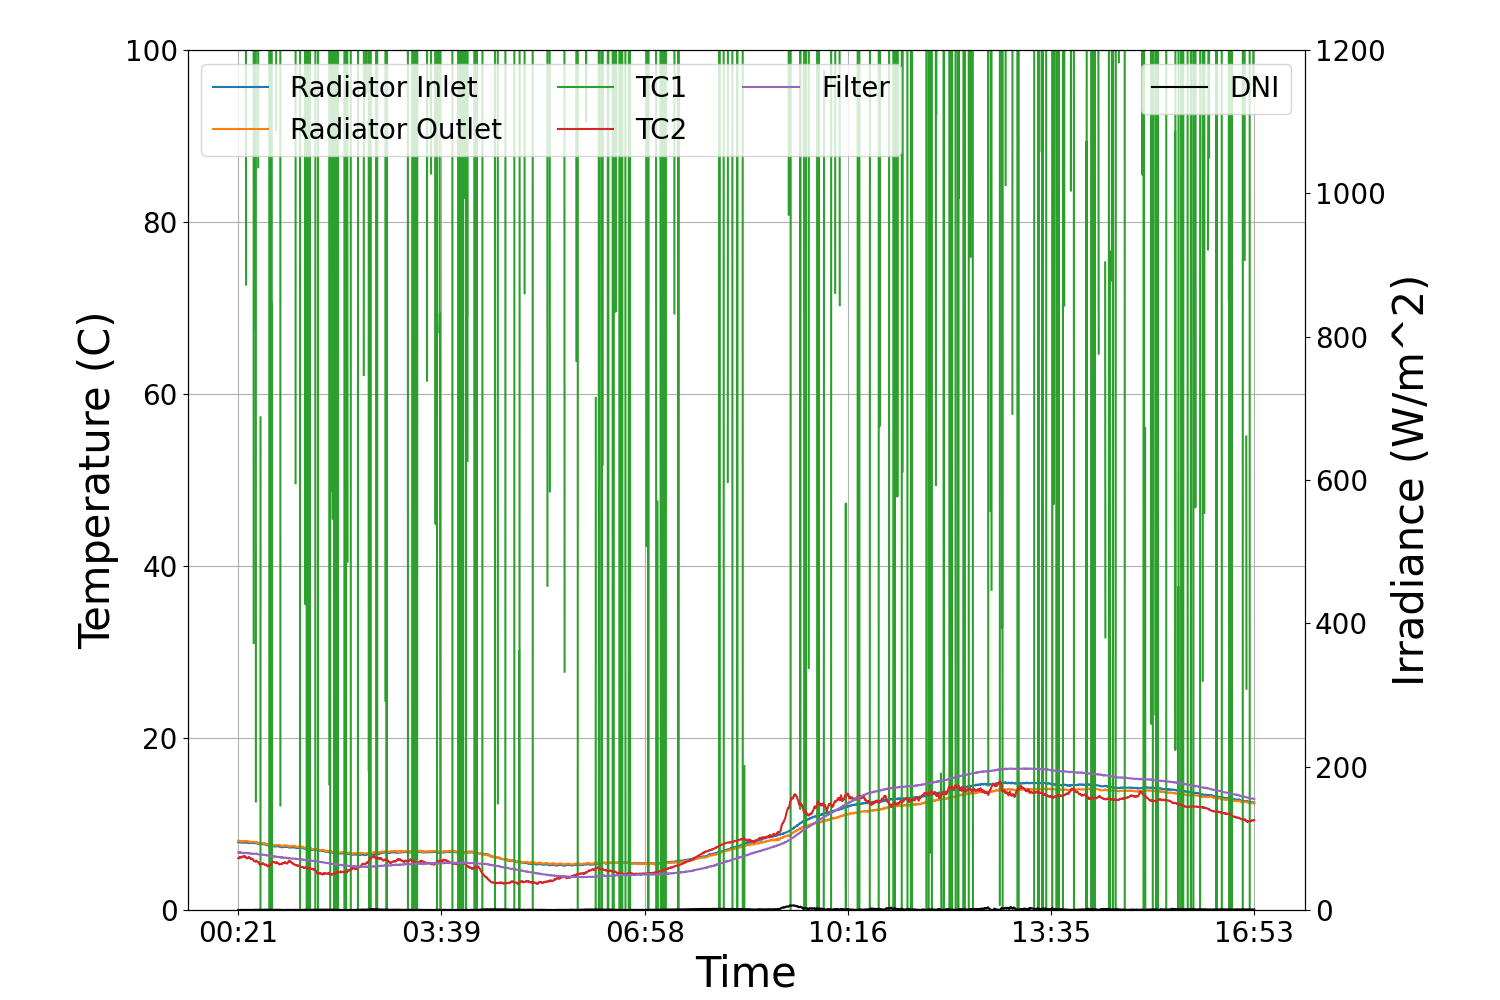 100
80
60
40
20
0
Temperature (C)
Radiator Inlet
Radiator Outlet
TC1
TC2
Filter
DNI
1200
1000
800
600
400
200
0
Irradiance (W/m^2)
00:21 03:39 06:58 10:16 13:35 16:53
Time